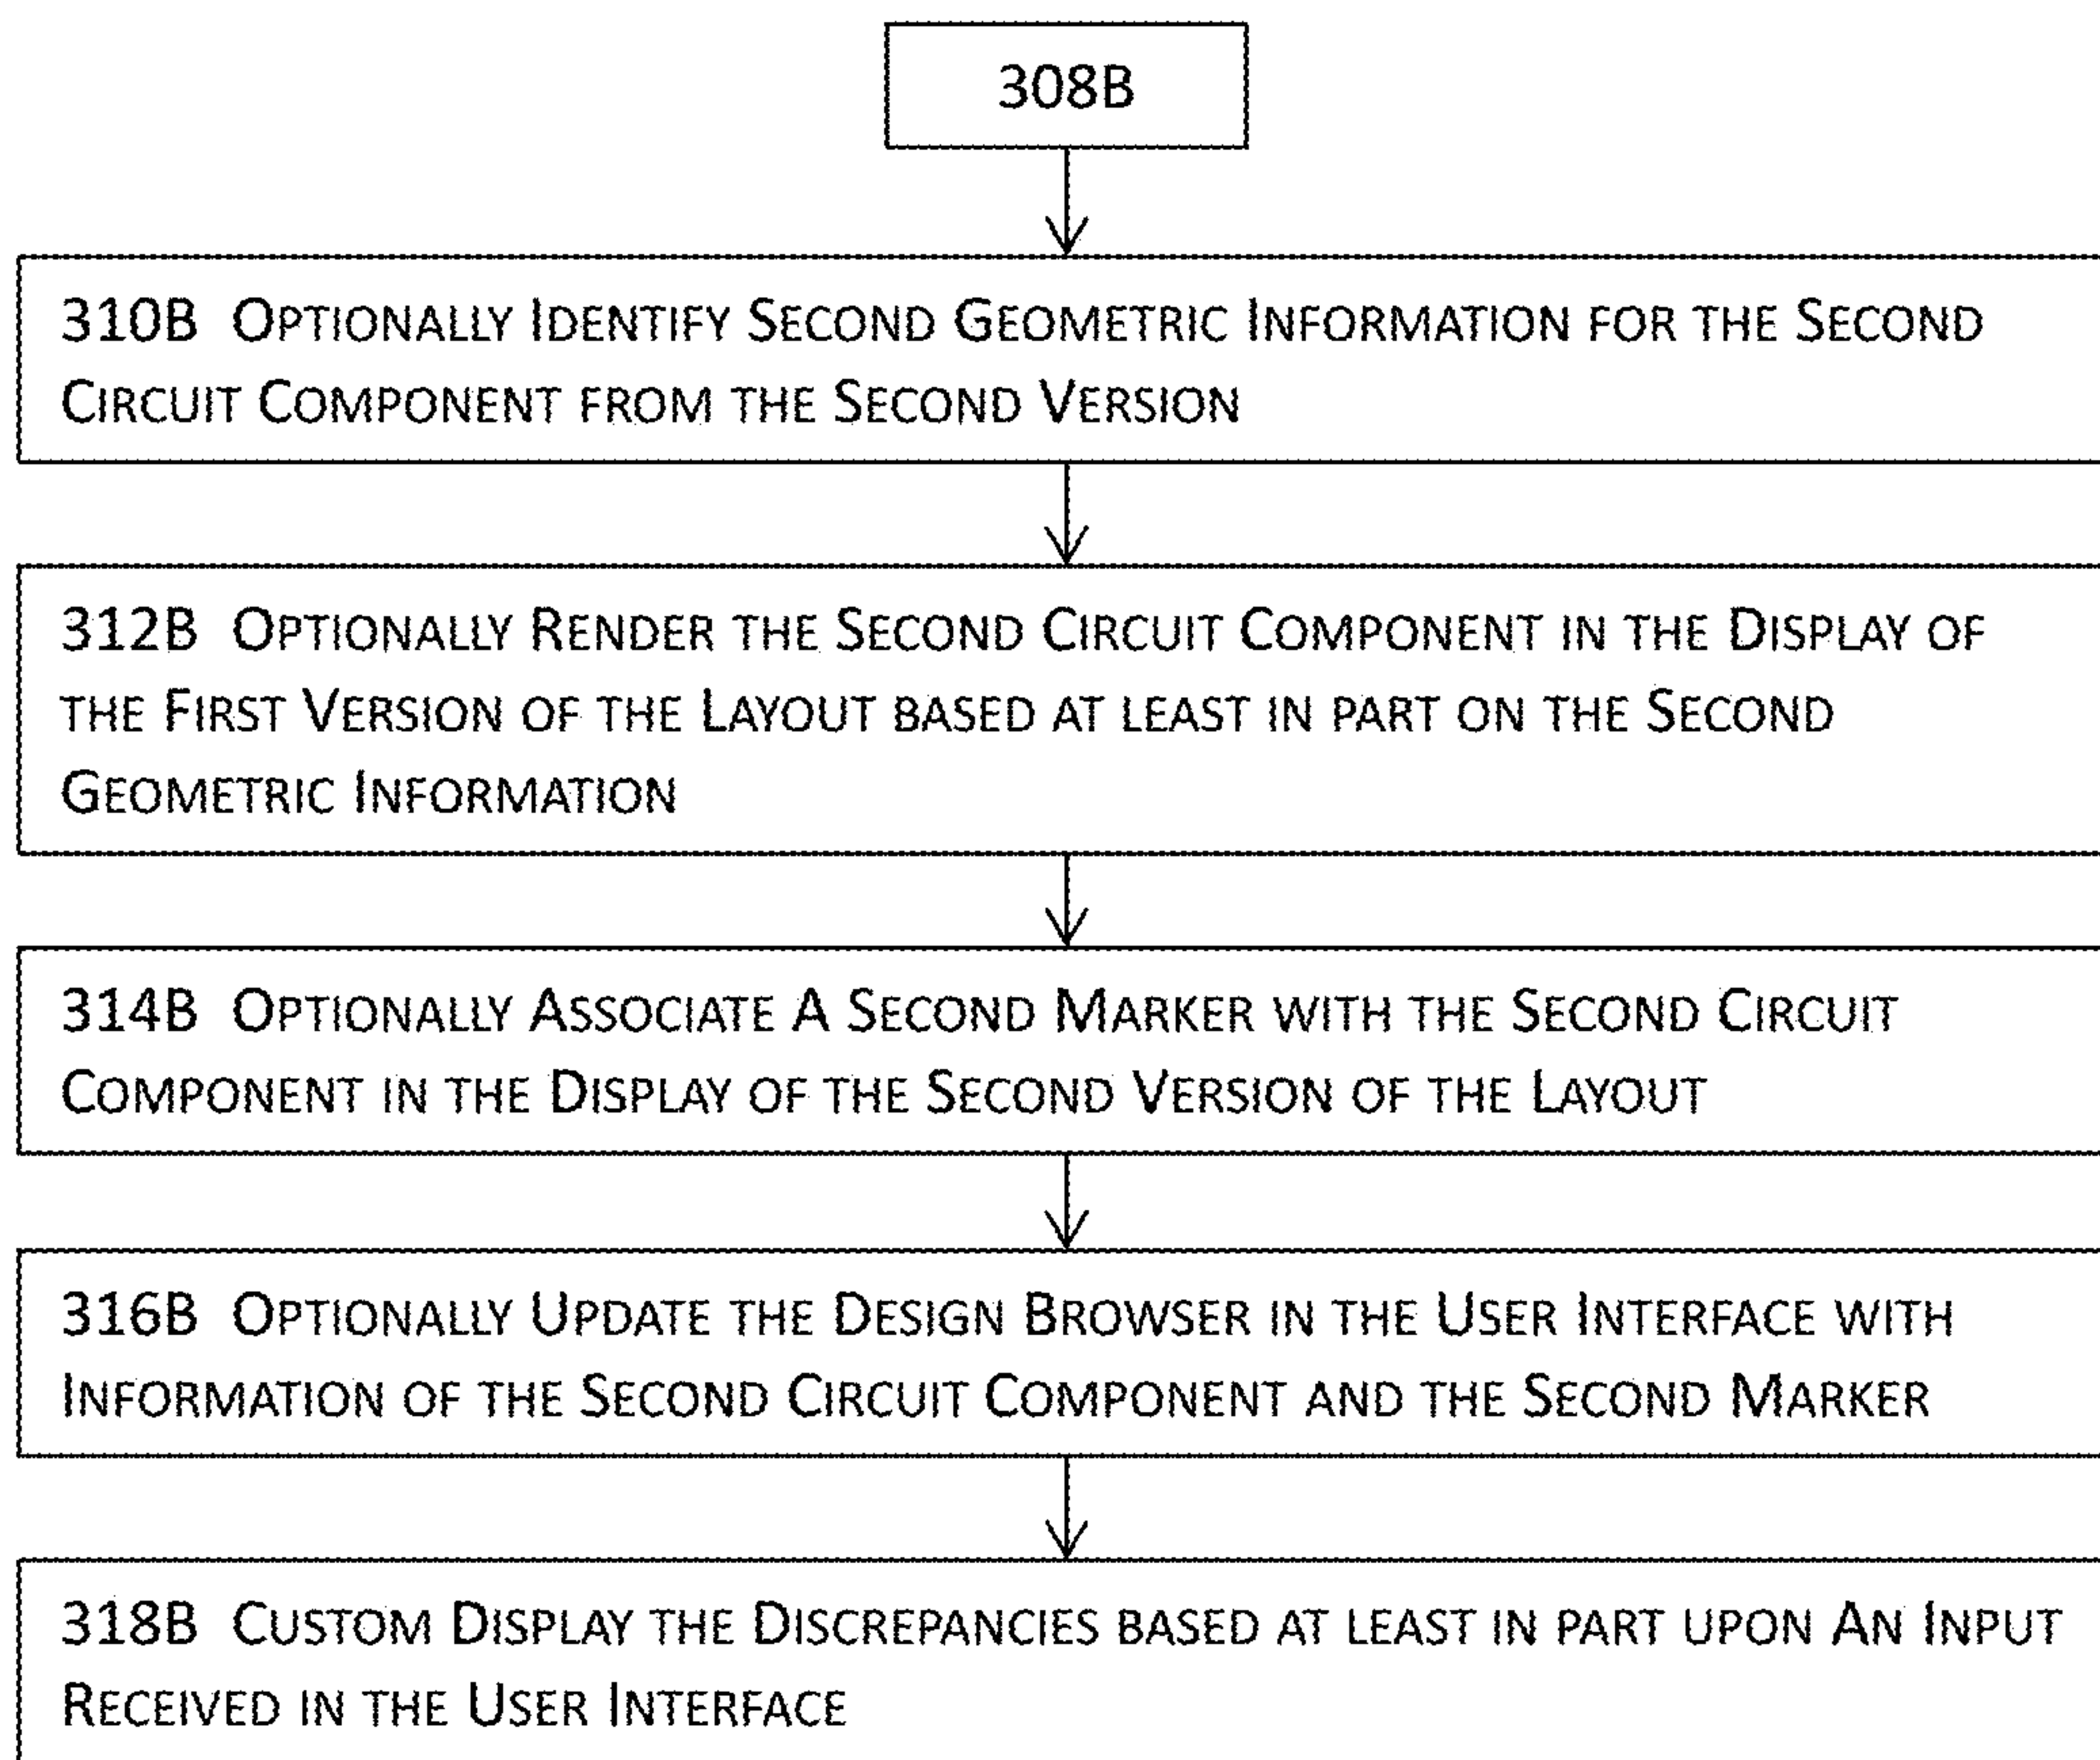 308B
310B Optionally Identify Second Geometric Information for the Second
Circuit Component from the Second Version
312B Optionally Render the Second Circuit Component in the Display of
the First Version of the Layout based at least in part on the Second
Geometric Information
314B Optionally Associate A Second Marker with the Second Circuit
Component in the Display of the Second Version of the Layout
316B Optionally Update the Design Browser in the User Interface with
Information of the Second Circuit Component and the Second Marker
318B Custom Display the Discrepancies based at least in part upon An Input
Received in the User Interface